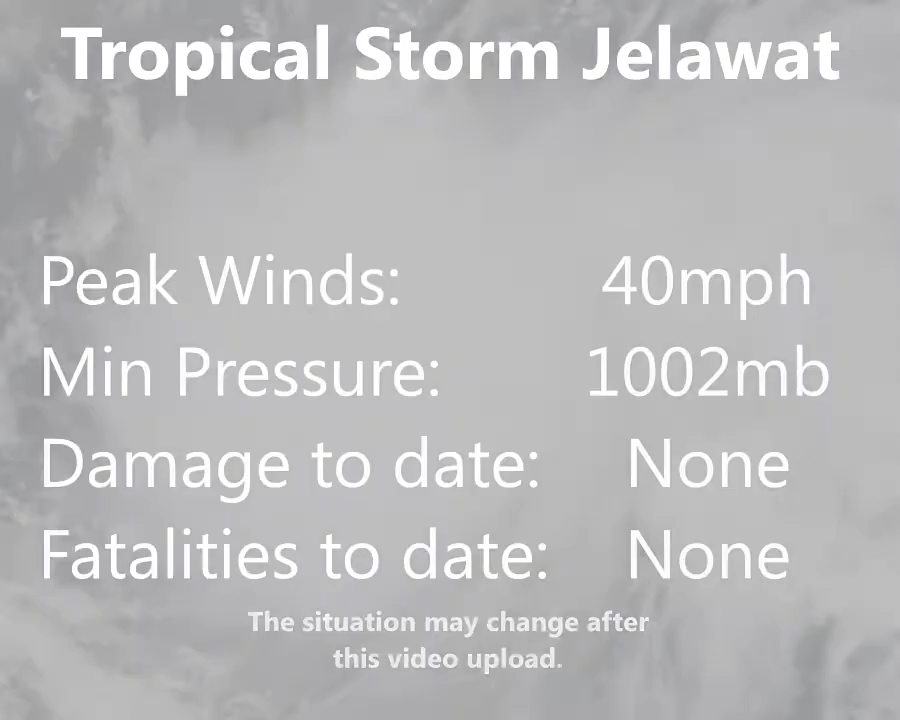 Tropical Storm Jelawat
Peak Winds: 40mph
Min Pressure: 1002mb
Damage to date: None
Fatalities to date: None
The situation may change after
this video upload.